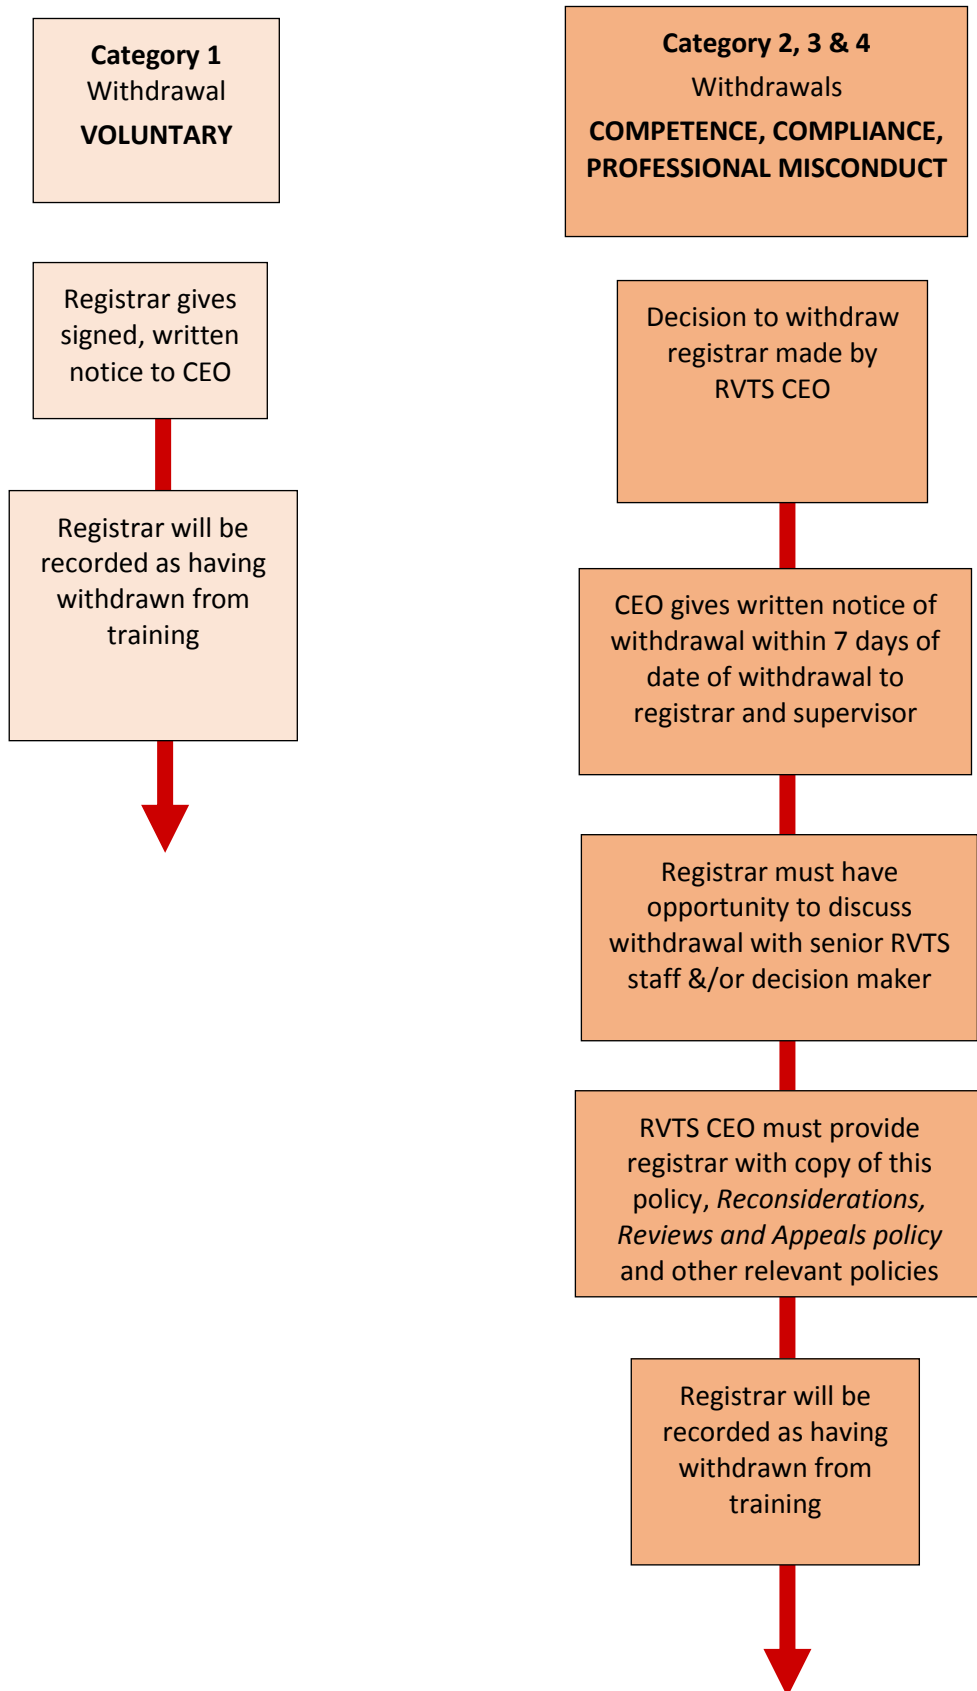 Category 1
Withdrawal
VOLUNTARY
Registrar gives
signed, written
notice to CEO
Registrar will be
recorded as having
withdrawn from
training
Category 2, 3 & 4
Withdrawals
COMPETENCE, COMPLIANCE,
PROFESSIONAL MISCONDUCT
Decision to withdraw
registrar made by
RVTS CEO
CEO gives written notice of
withdrawal within 7 days of
date of withdrawal to
registrar and supervisor
Registrar must have
opportunity to discuss
withdrawal with senior RVTS
staff &/or decision maker
RVTS CEO must provide
registrar with copy of this
policy, Reconsiderations,
Reviews and Appeals policy
and other relevant policies
Registrar will be
recorded as having
withdrawn from
training